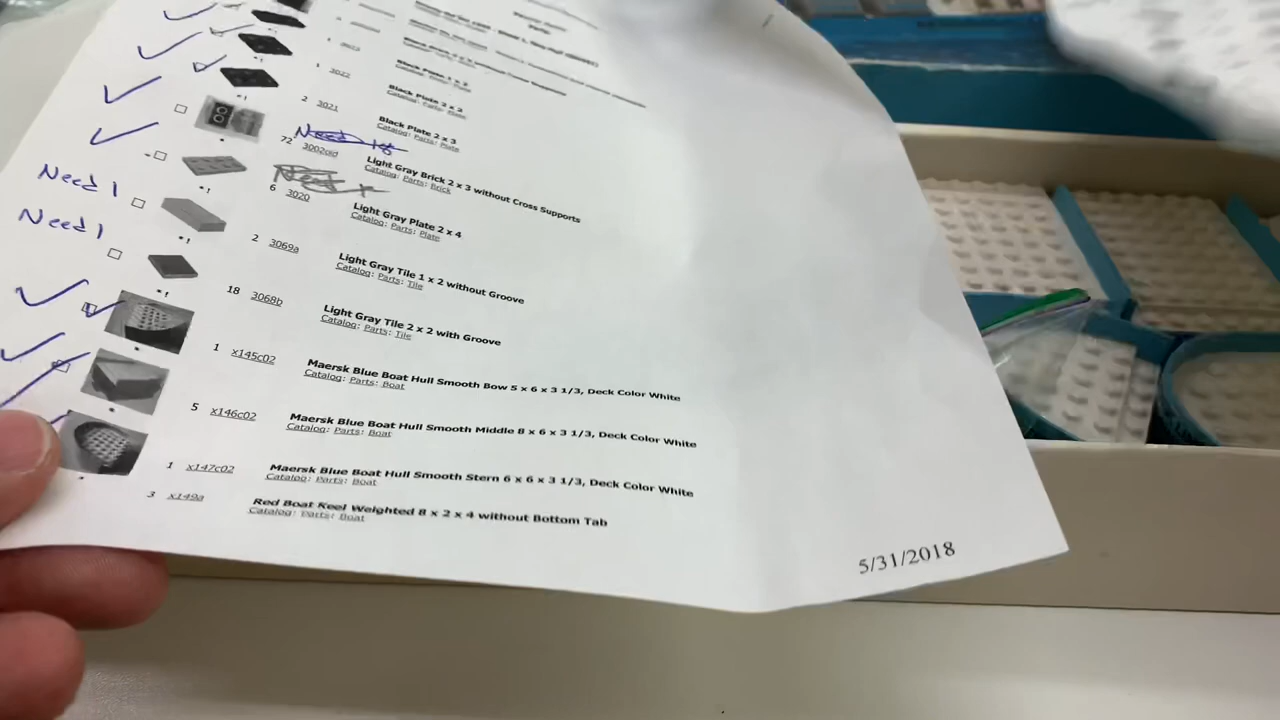 3022
Black Plate 2 x 2
Catalog: Parts: Plate
2 3021
Black Plate 2 x 3
Catalog: Parts: Plate
Need 18
72 3002old
Light Gray Brick 2 x 3 without Cross Supports
Catalog: Parts: Brick
6 3020
Light Gray Plate 2 x 4
Catalog: Parts: Plate
Need 1
2 3069a
Light Gray Tile 1 x 2 without Groove
Catalog: Parts: Tile
Need 1
18 3068b
Light Gray Tile 2 x 2 with Groove
Catalog: Parts: Tile
1 x145c02
Maersk Blue Boat Hull Smooth Bow 5 x 6 x 3 1/3, Deck Color White
Catalog: Parts: Boat
5 x146c02
Maersk Blue Boat Hull Smooth Middle 8 x 6 x 3 1/3, Deck Color White
Catalog: Parts: Boat
1 x147c02
Maersk Blue Boat Hull Smooth Stern 6 x 6 x 3 1/3, Deck Color White
Catalog: Parts: Boat
3 x149a
Red Boat Keel Weighted 8 x 2 x 4 without Bottom Tab
Catalog: Parts: Boat
5/31/2018